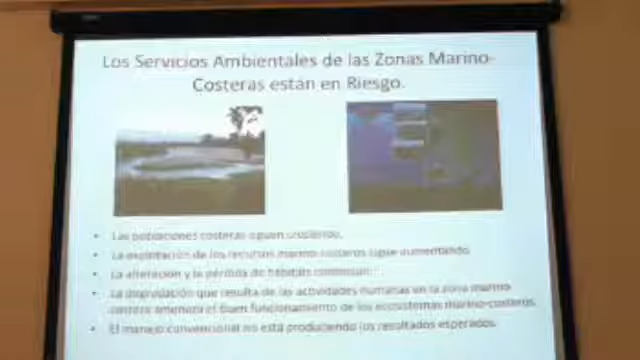 Los Servicios Ambientales de las Zonas Marino-
Costeras están en Riesgo.
• Las poblaciones costeras siguen creciendo.
• La explotación de los recursos marino-costeros sigue aumentando.
• La alteración y la pérdida de hábitats continúan.
• La degradación que resulta de las actividades humanas en la zona marino-
costera amenaza el buen funcionamiento de los ecosistemas marino-costeros.
• El manejo convencional no está produciendo los resultados esperados.